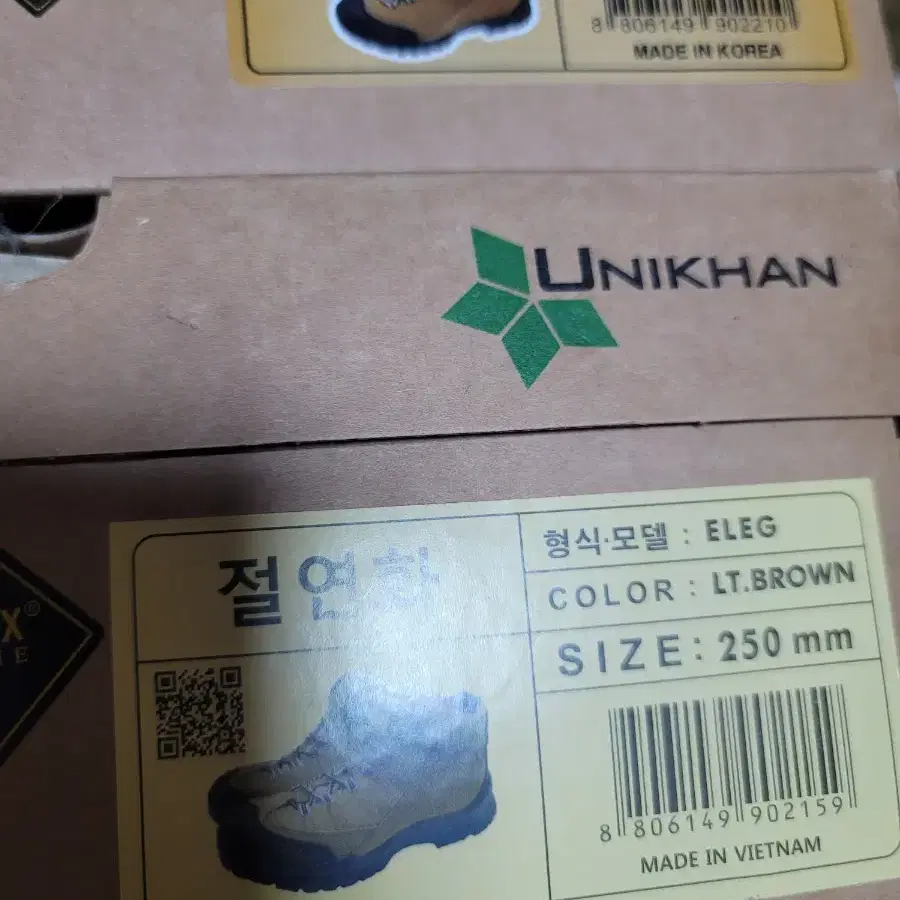 8 806149 902210
MADE IN KOREA
UNIKHAN
X®
절연화
형식·모델 : ELEG
COLOR : LT.BROWN
SIZE : 250 mm
8 806149 902159
MADE IN VIETNAM